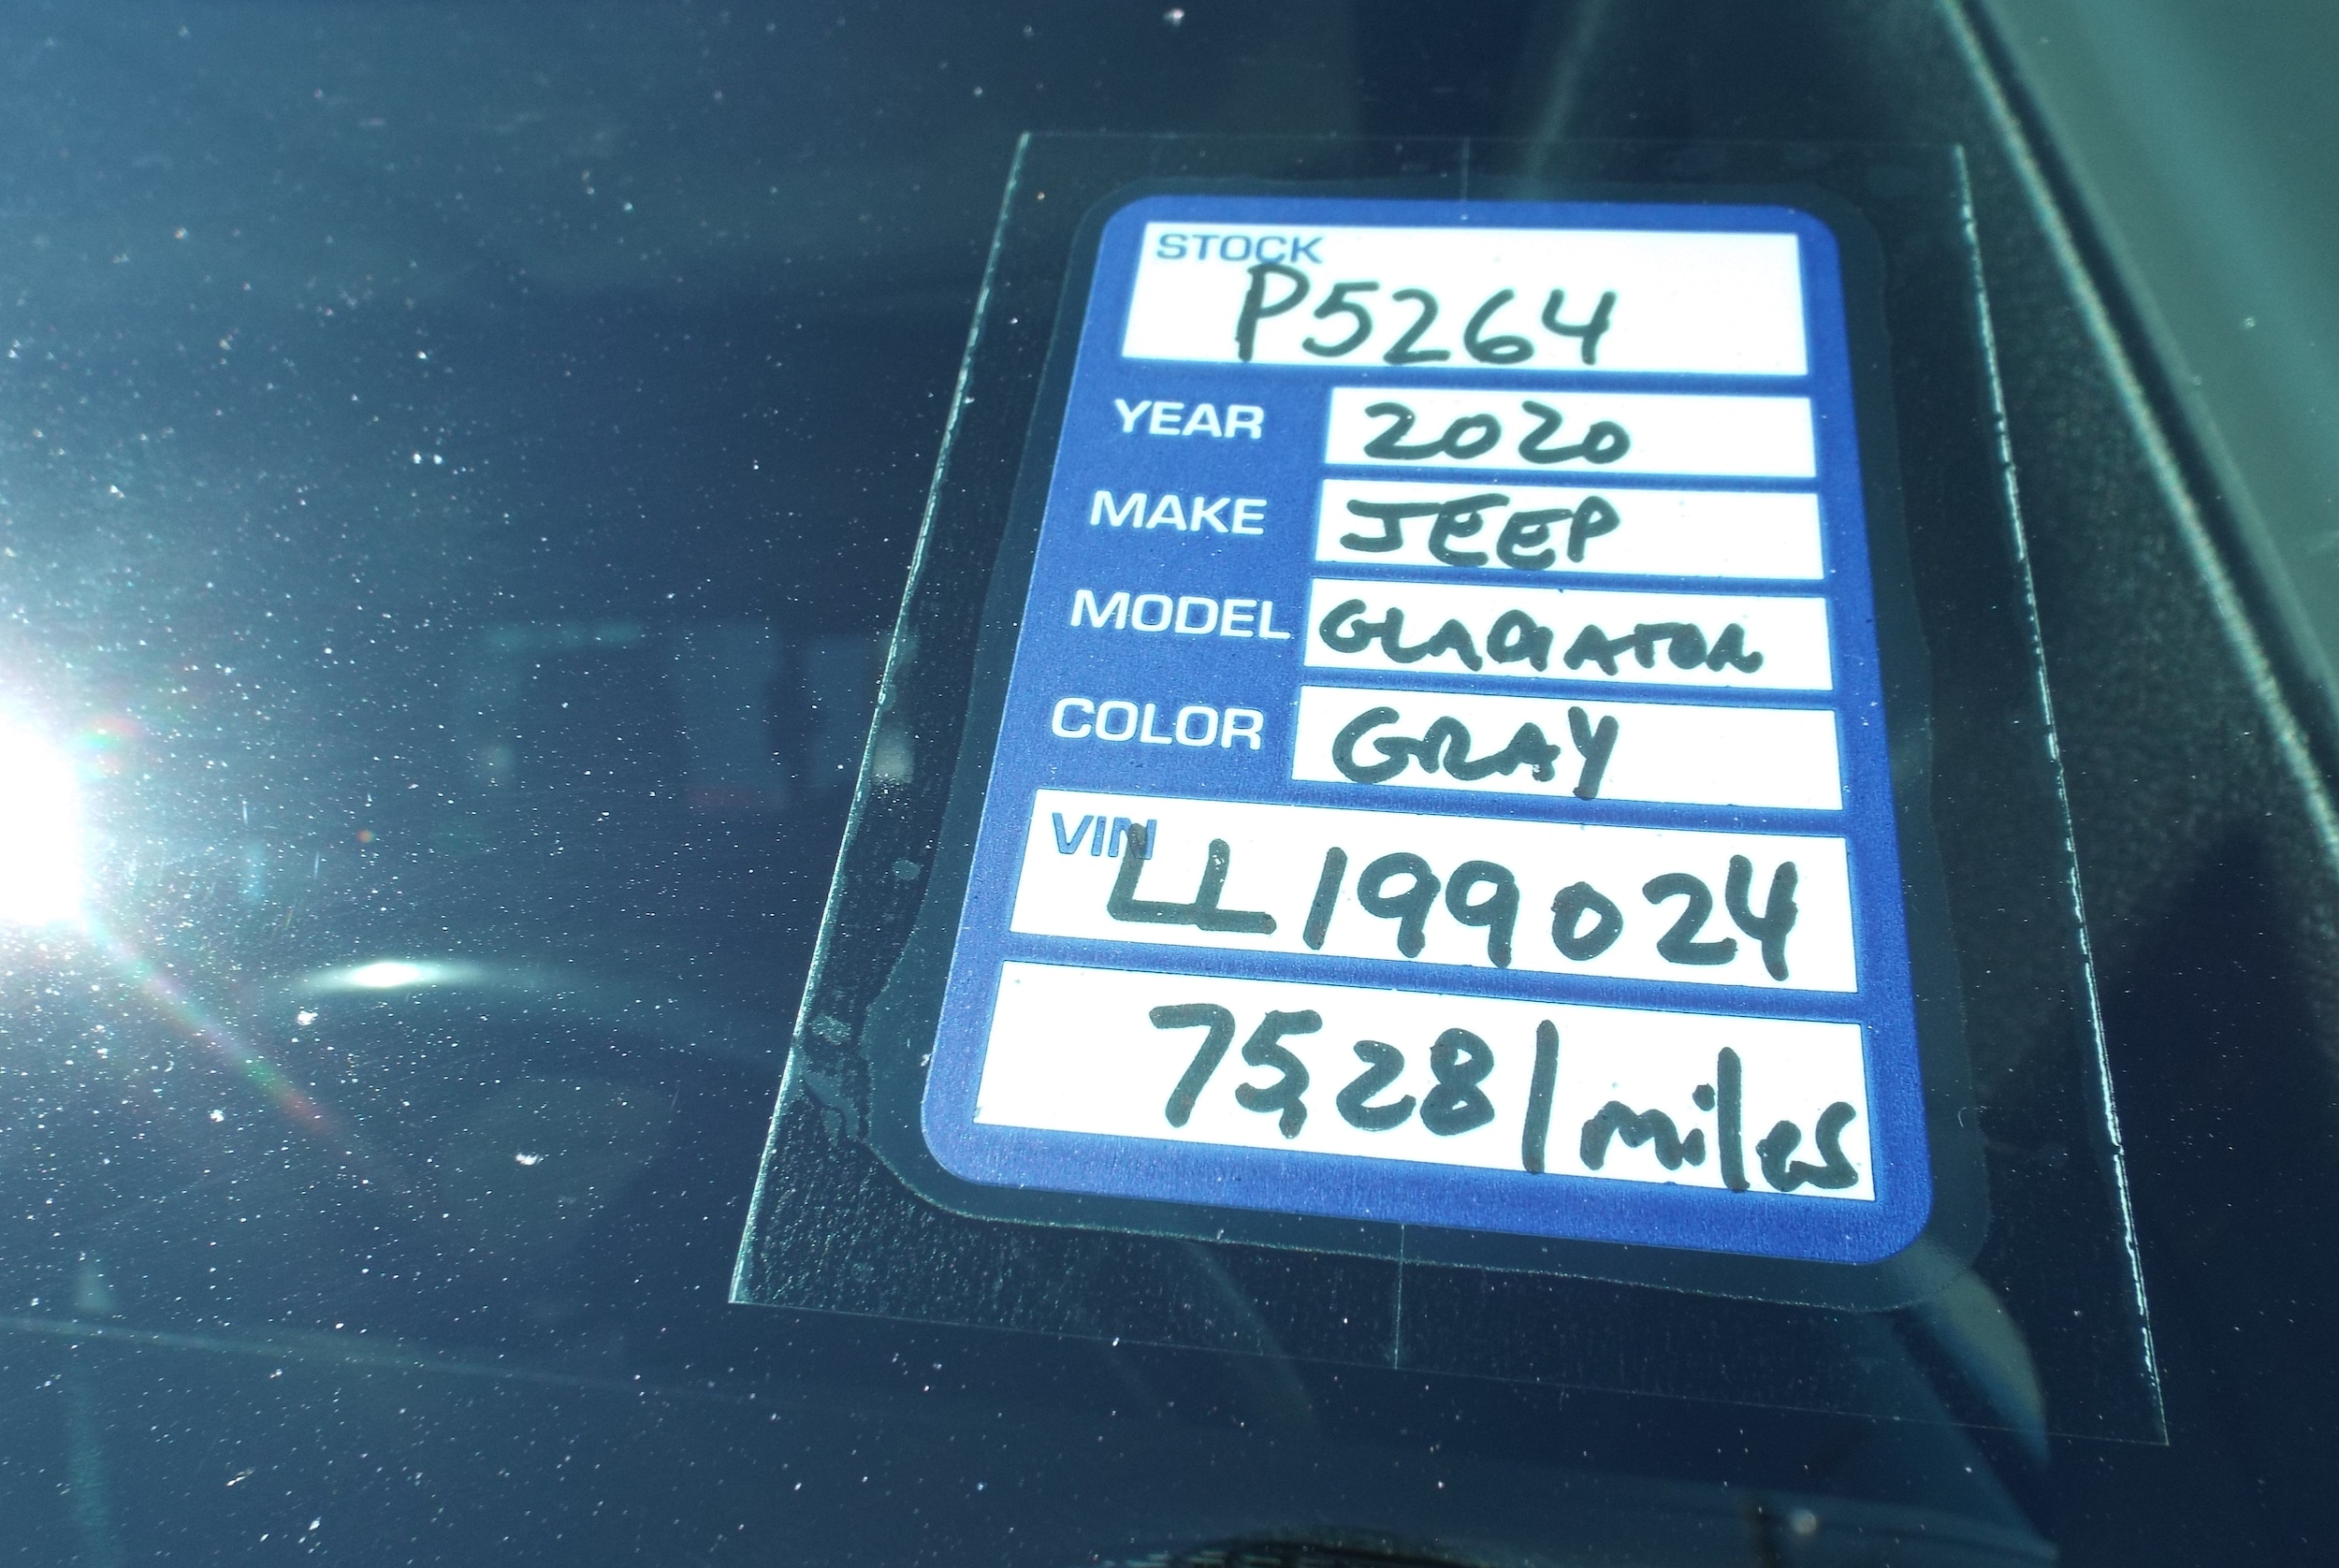 STOCK
P5264
YEAR 2020
MAKE JEEP
MODEL GLADIATOR
COLOR GRAY
VIN
LL199024
75,281 miles